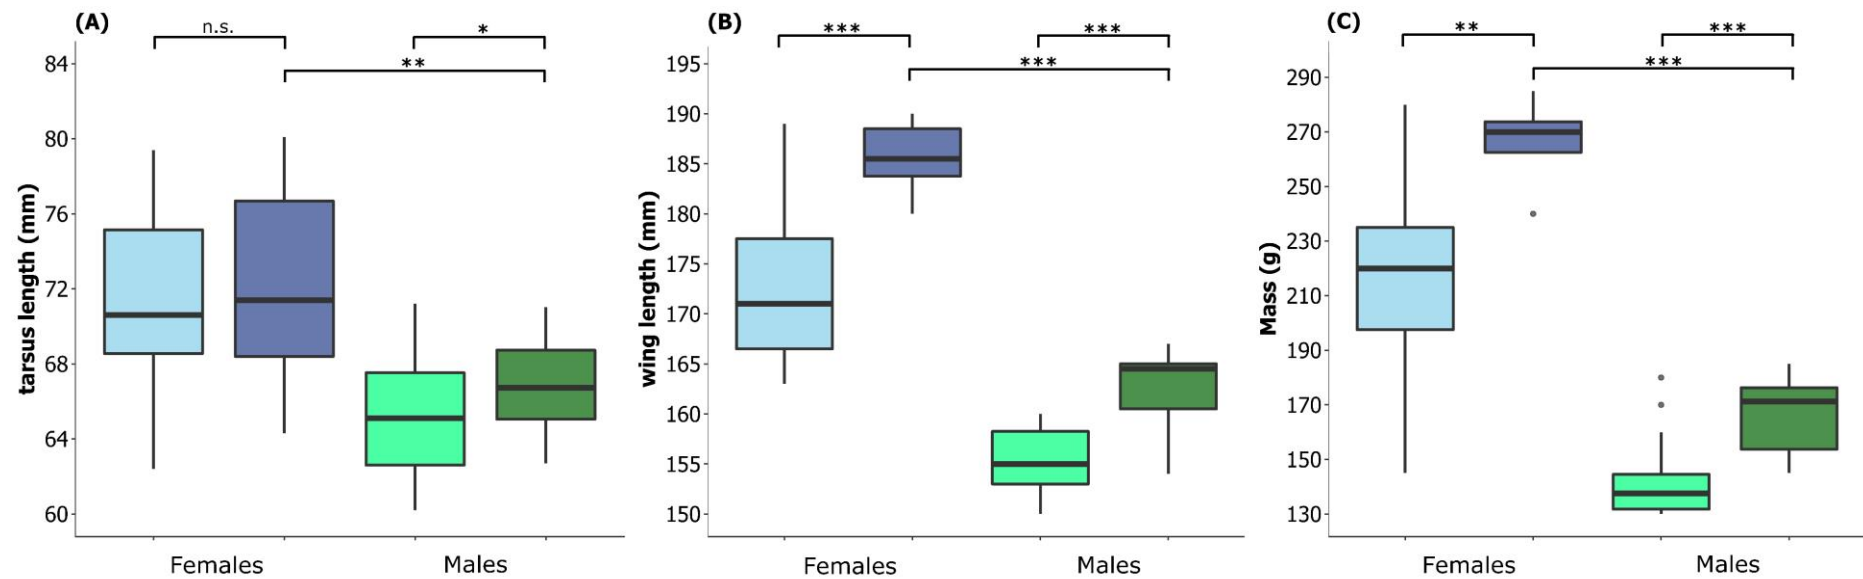 (A)
n.s.
*
**
84
80
76
72
68
64
60
tarsus length (mm)
Females
Males
(B)
***
***
***
195
190
185
180
175
170
165
160
155
150
wing length (mm)
Females
Males
(C)
**
***
***
290
270
250
230
210
190
170
150
130
Mass (g)
Females
Males